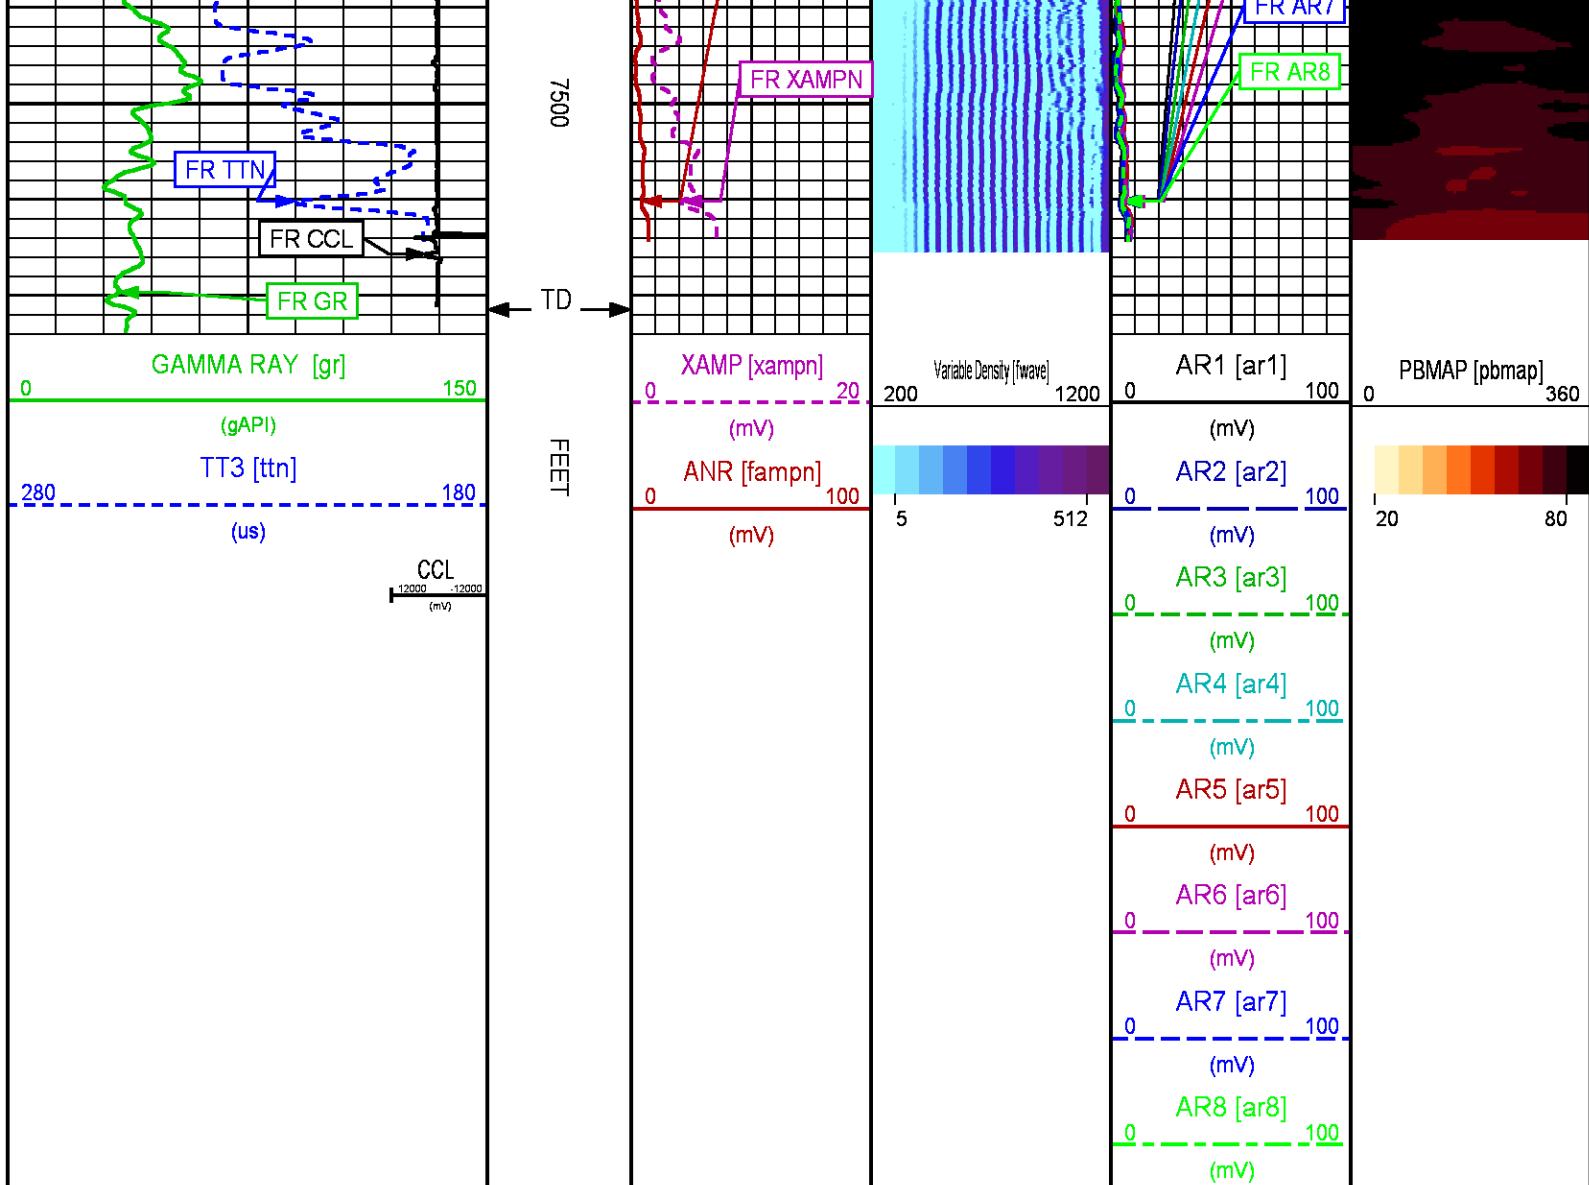 FR AR7
FR XAMPN
FR AR8
7500
FR TTN
FR CCL
FR GR
TD
GAMMA RAY [gr]
0 150
(gAPI)
TT3 [ttn]
280 180
(us)
CCL
12000 -12000
(mV)
FEET
XAMP [xampn]
0 20
(mV)
ANR [fampn]
0 100
(mV)
Variable Density [fwave]
200 1200
5 512
AR1 [ar1]
0 100
(mV)
AR2 [ar2]
0 100
(mV)
AR3 [ar3]
0 100
(mV)
AR4 [ar4]
0 100
(mV)
AR5 [ar5]
0 100
(mV)
AR6 [ar6]
0 100
(mV)
AR7 [ar7]
0 100
(mV)
AR8 [ar8]
0 100
(mV)
PBMAP [pbmap]
0 360
20 80